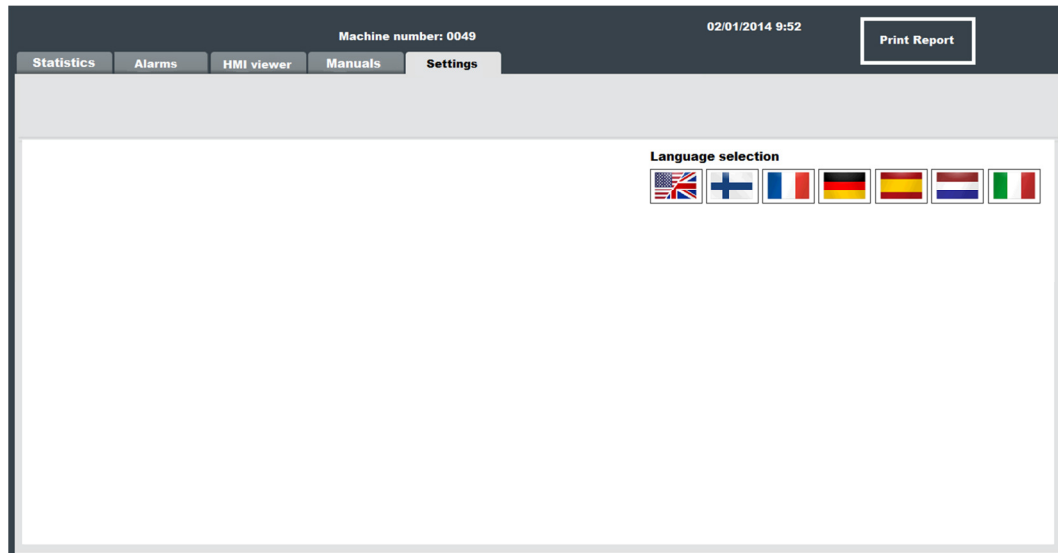 Machine number: 0049
02/01/2014 9:52
Print Report
Statistics
Alarms
HMI viewer
Manuals
Settings
Language selection